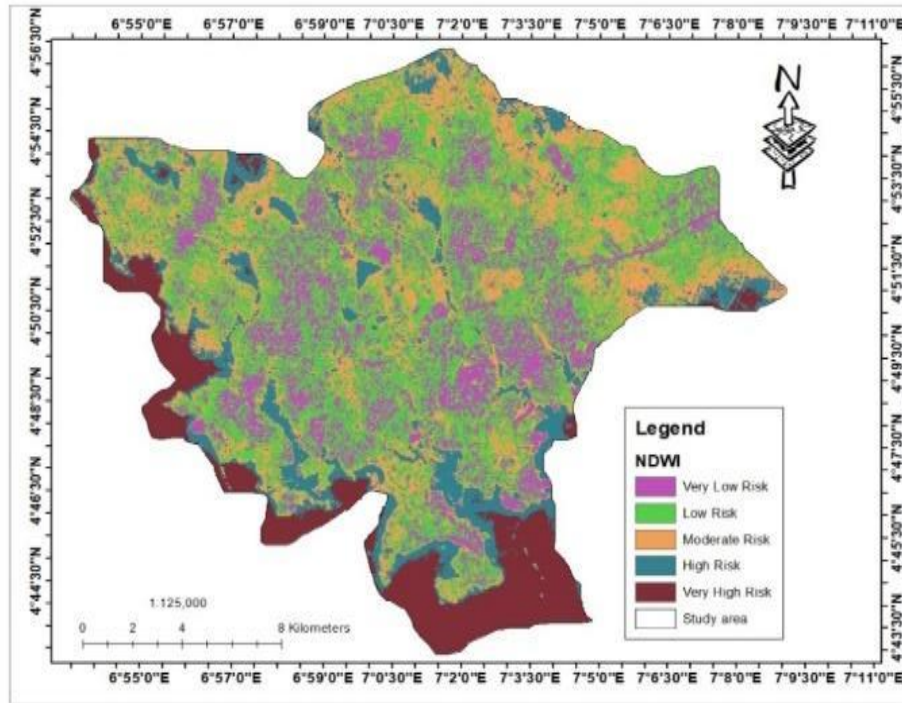 6°55'0"E 6°57'0"E 6°59'0"E 7°0'30"E 7°2'0"E 7°3'30"E 7°5'0"E 7°6'30"E 7°8'0"E 7°9'30"E 7°11'0"E
4°56'30"N
4°54'30"N
4°52'30"N
4°50'30"N
4°48'30"N
4°46'30"N
4°44'30"N
N
4°55'30"N
4°53'30"N
4°51'30"N
4°49'30"N
4°47'30"N
4°45'30"N
4°43'30"N
Legend
NDWI
Very Low Risk
Low Risk
Moderate Risk
High Risk
Very High Risk
Study area
1:125,000
0 2 4 8 Kilometers
6°55'0"E 6°57'0"E 6°59'0"E 7°0'30"E 7°2'0"E 7°3'30"E 7°5'0"E 7°6'30"E 7°8'0"E 7°9'30"E 7°11'0"E